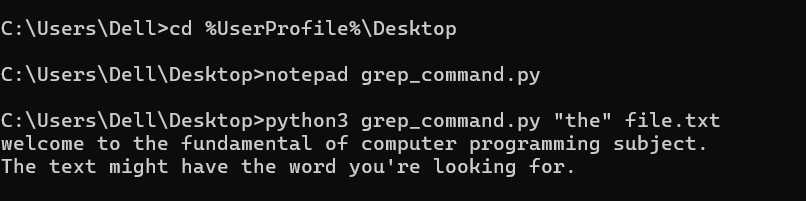 C:\Users\Dell>cd %UserProfile%\Desktop
C:\Users\Dell\Desktop>notepad grep_command.py
C:\Users\Dell\Desktop>python3 grep_command.py "the" file.txt
welcome to the fundamental of computer programming subject.
The text might have the word you're looking for.